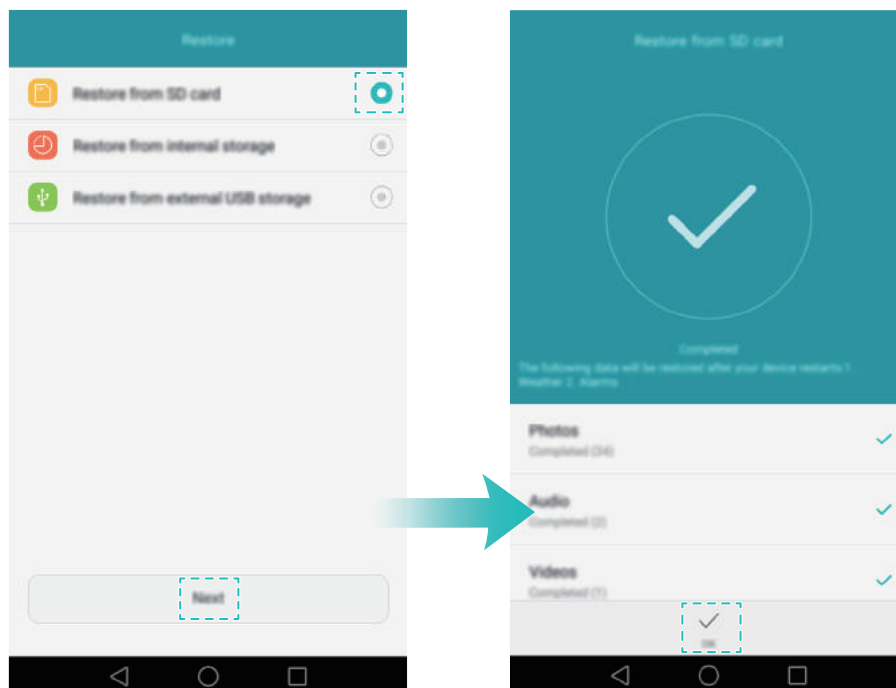 Restore
Restore from SD card
Restore from internal storage
Restore from external USB storage
Next
Restore from SD card
Completed
The following data will be restored after your device restarts:1.
Weather 2. Alarms
Photos
Completed (34)
Audio
Completed (2)
Videos
Completed (1)
OK